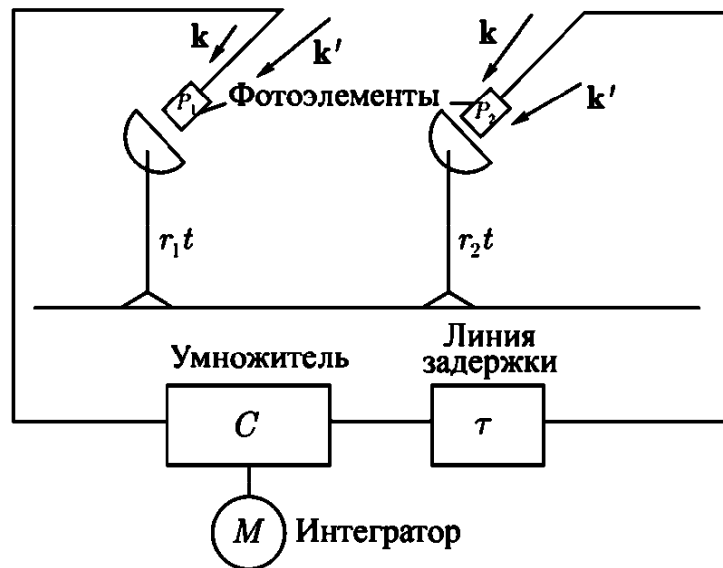 k
k′
k
k′
P₁
Фотоэлементы
P₂
r₁t
r₂t
Умножитель
Линия
задержки
C
τ
M
Интегратор